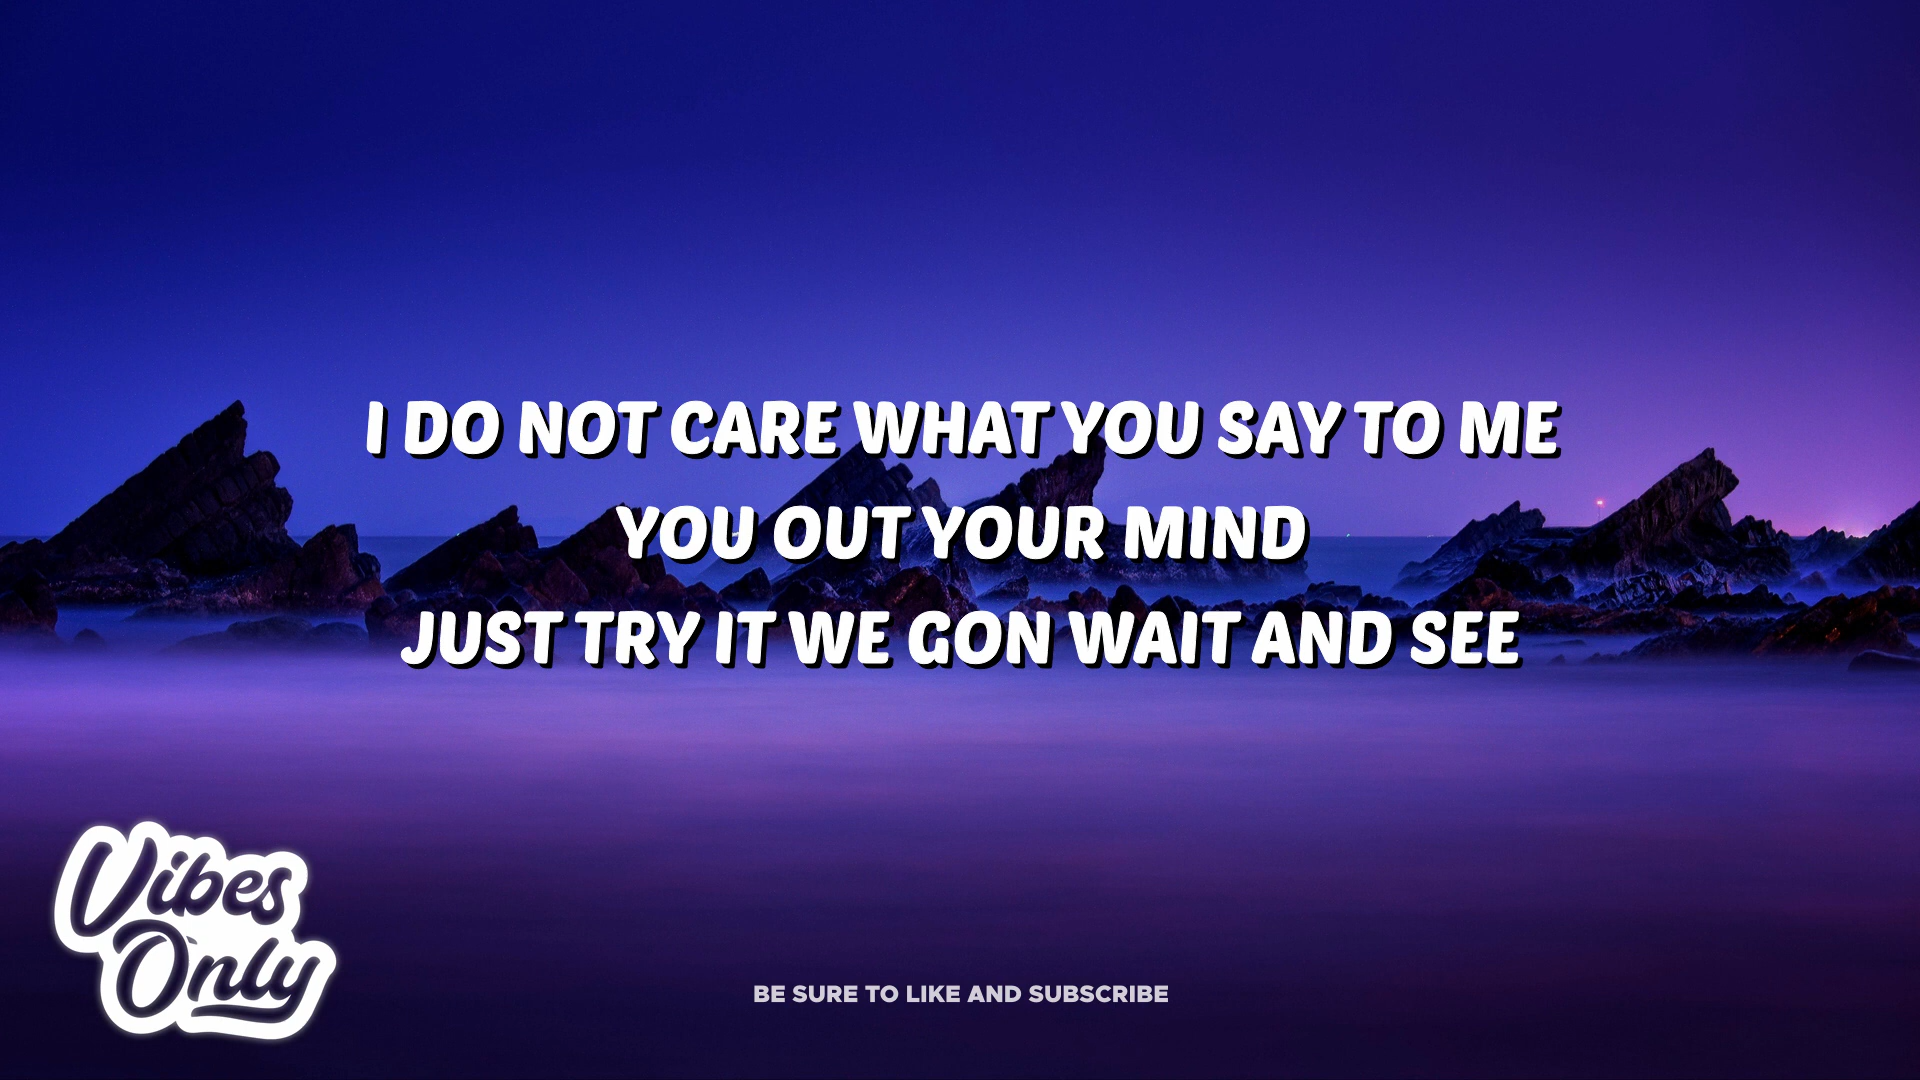 I DO NOT CARE WHAT YOU SAY TO ME
YOU OUT YOUR MIND
JUST TRY IT WE GON WAIT AND SEE
Vibes
Only
BE SURE TO LIKE AND SUBSCRIBE